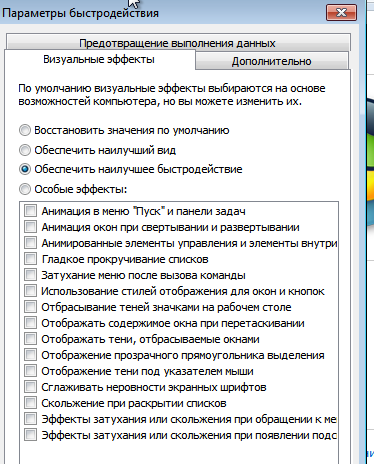 Параметры быстродействия
Предотвращение выполнения данных
Визуальные эффекты
Дополнительно
По умолчанию визуальные эффекты выбираются на основе
возможностей компьютера, но вы можете изменить их.
Восстановить значения по умолчанию
Обеспечить наилучший вид
Обеспечить наилучшее быстродействие
Особые эффекты:
Анимация в меню "Пуск" и панели задач
Анимация окон при свертывании и развертывании
Анимированные элементы управления и элементы внутри
Гладкое прокручивание списков
Затухание меню после вызова команды
Использование стилей отображения для окон и кнопок
Отбрасывание теней значками на рабочем столе
Отображать содержимое окна при перетаскивании
Отображать тени, отбрасываемые окнами
Отображение прозрачного прямоугольника выделения
Отображение тени под указателем мыши
Сглаживать неровности экранных шрифтов
Скольжение при раскрытии списков
Эффекты затухания или скольжения при обращении к ме
Эффекты затухания или скольжения при появлении подс